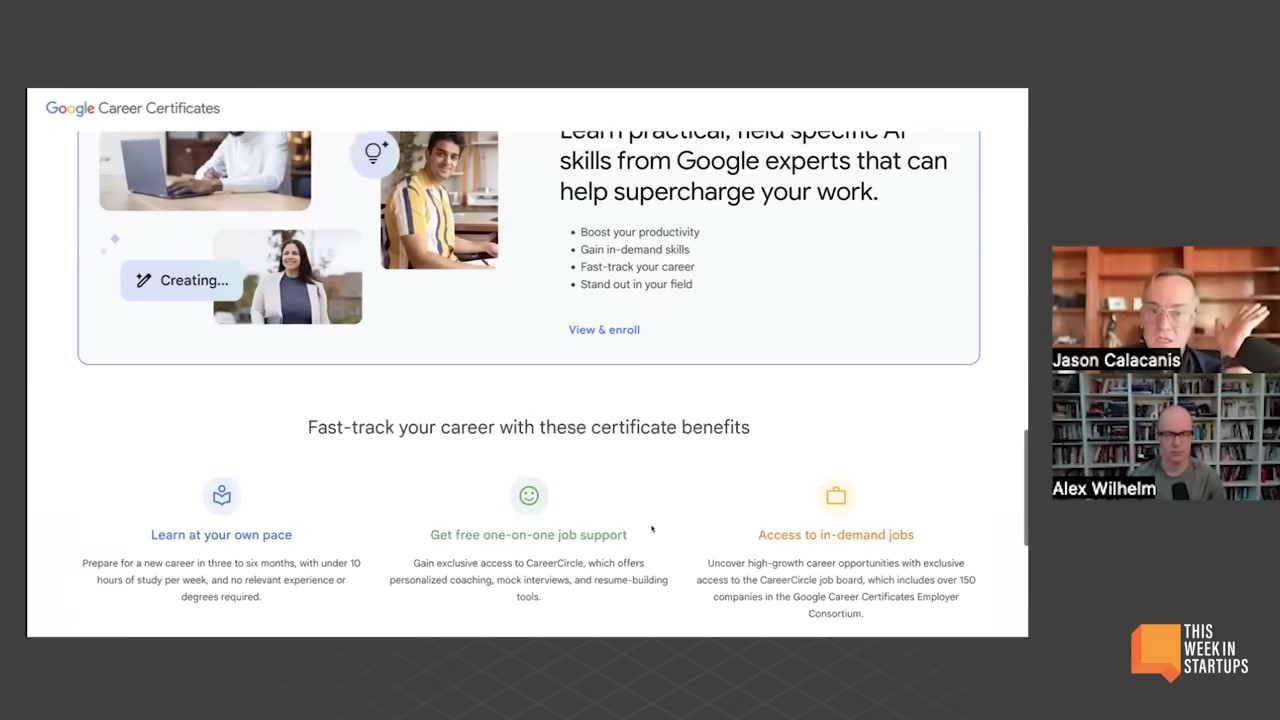 Google Career Certificates
Learn practical, field specific AI
skills from Google experts that can
help supercharge your work.
• Boost your productivity
• Gain in-demand skills
• Fast-track your career
• Stand out in your field
View & enroll
Creating...
Fast-track your career with these certificate benefits
Learn at your own pace
Prepare for a new career in three to six months, with under 10
hours of study per week, and no relevant experience or
degrees required.
Get free one-on-one job support
Gain exclusive access to CareerCircle, which offers
personalized coaching, mock interviews, and resume-building
tools.
Access to in-demand jobs
Uncover high-growth career opportunities with exclusive
access to the CareerCircle job board, which includes over 150
companies in the Google Career Certificates Employer
Consortium.
Jason Calacanis
Alex Wilhelm
THIS
WEEK IN
STARTUPS